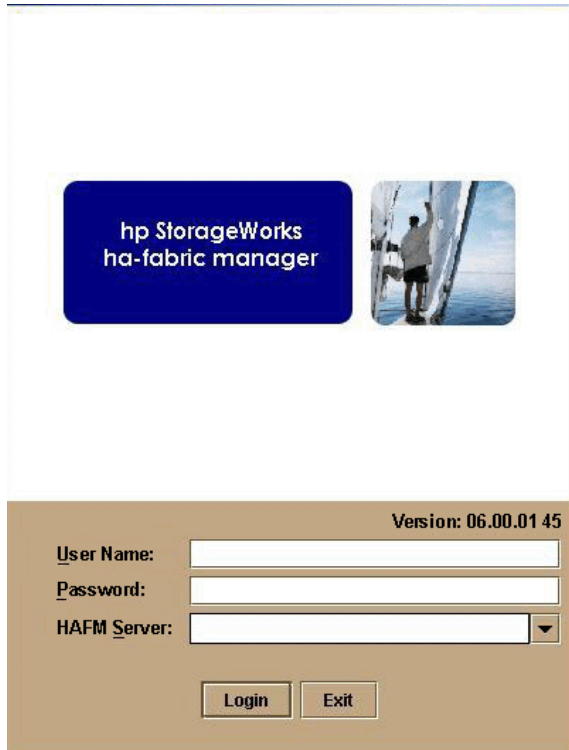 hp StorageWorks
ha-fabric manager
Version: 06.00.01 45
User Name:
Password:
HAFM Server:
Login Exit